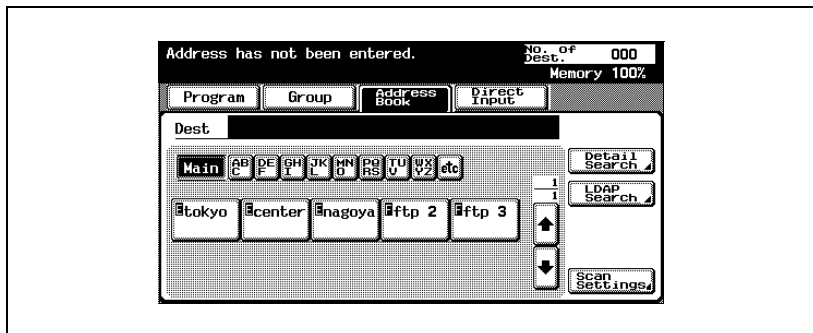 Address has not been entered.
No. of Dest. 000
Memory 100%
Program Group Address Book Direct Input
Dest
Main ABC DEF GHI JKL MNO PQRS TUV WXYZ etc
Detail Search
1
1
LDAP Search
E tokyo E center E nagoya F ftp 2 F ftp 3
Scan Settings